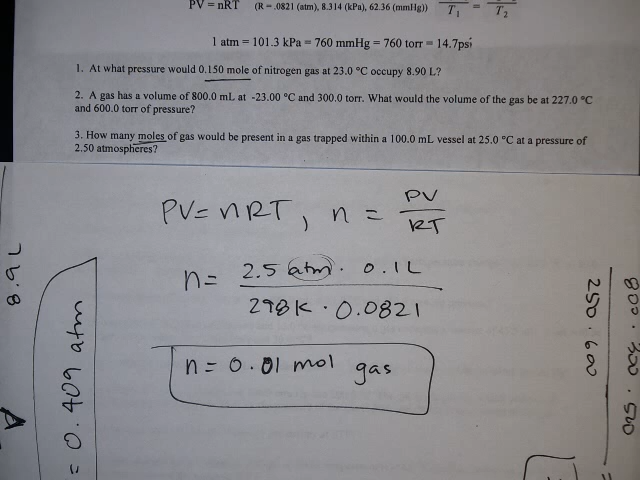 PV = nRT (R = .0821 (atm), 8.314 (kPa), 62.36 (mmHg)) T1 = T2
1 atm = 101.3 kPa = 760 mmHg = 760 torr = 14.7psi
1. At what pressure would 0.150 mole of nitrogen gas at 23.0 °C occupy 8.90 L?
2. A gas has a volume of 800.0 mL at -23.00 °C and 300.0 torr. What would the volume of the gas be at 227.0 °C
and 600.0 torr of pressure?
3. How many moles of gas would be present in a gas trapped within a 100.0 mL vessel at 25.0 °C at a pressure of
2.50 atmospheres?
PV = nRT, n = PV
RT
n = 2.5 atm · 0.1L
298K · 0.0821
n = 0.01 mol gas
8.9 L
= 0.409 atm
800 · 300 · 500
250 · 600
=